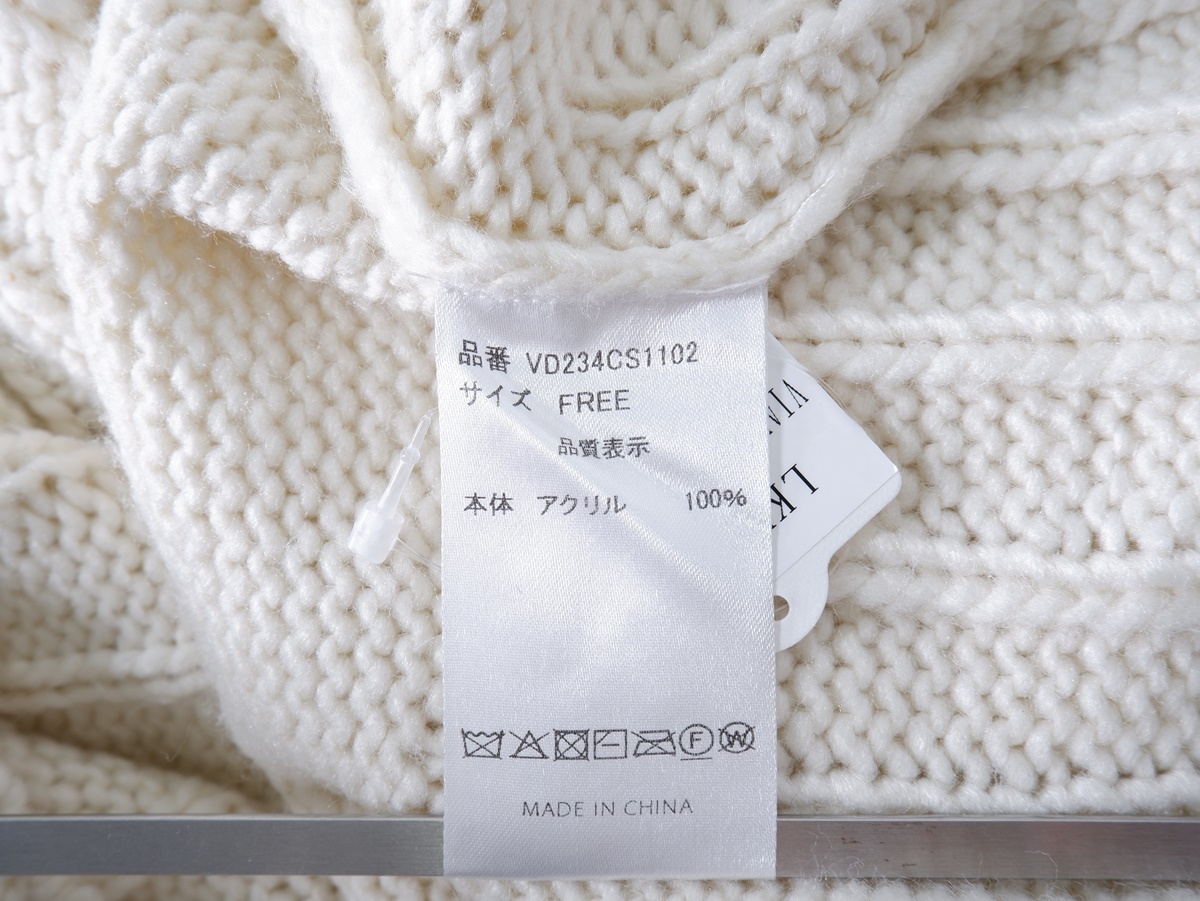 品番 VD234CS1102
サイズ FREE
品質表示
本体 アクリル 100%
F W
MADE IN CHINA